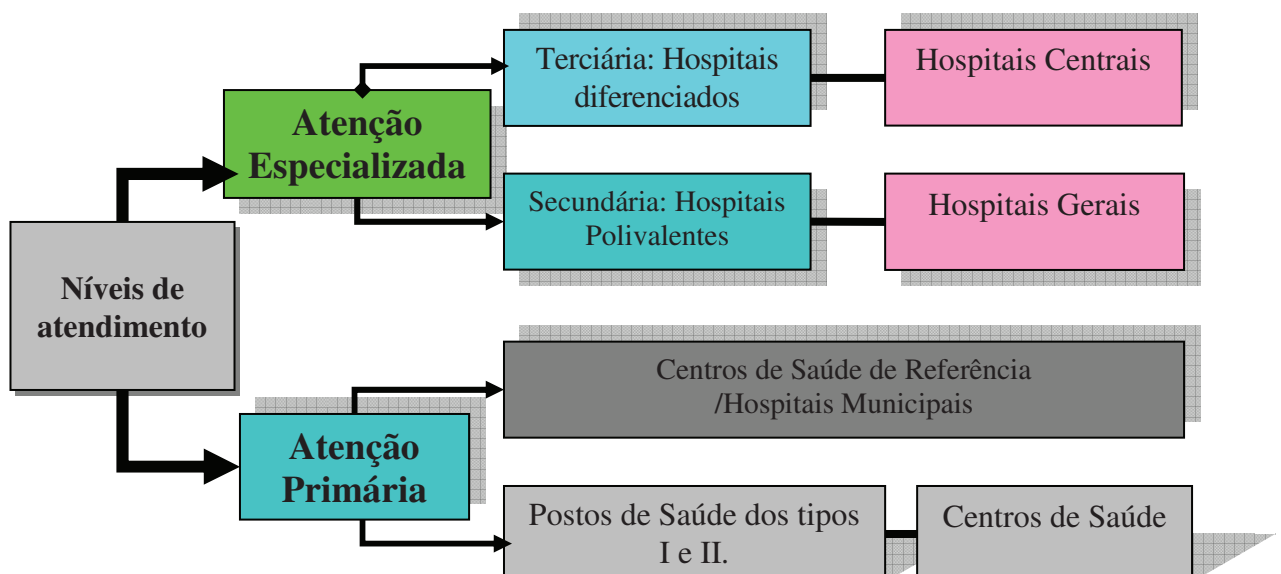 Terciária: Hospitais
diferenciados
Hospitais Centrais
Atenção
Especializada
Secundária: Hospitais
Polivalentes
Hospitais Gerais
Níveis de
atendimento
Centros de Saúde de Referência
/Hospitais Municipais
Atenção
Primária
Postos de Saúde dos tipos
I e II.
Centros de Saúde